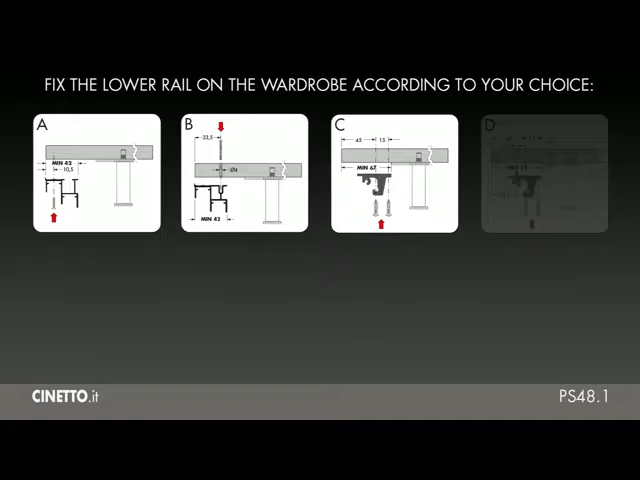 FIX THE LOWER RAIL ON THE WARDROBE ACCORDING TO YOUR CHOICE:
A
MIN 42
10,5
B
33,5
Ø4
MIN 42
C
45
15
MIN 67
D
CINETTO.it
PS48.1